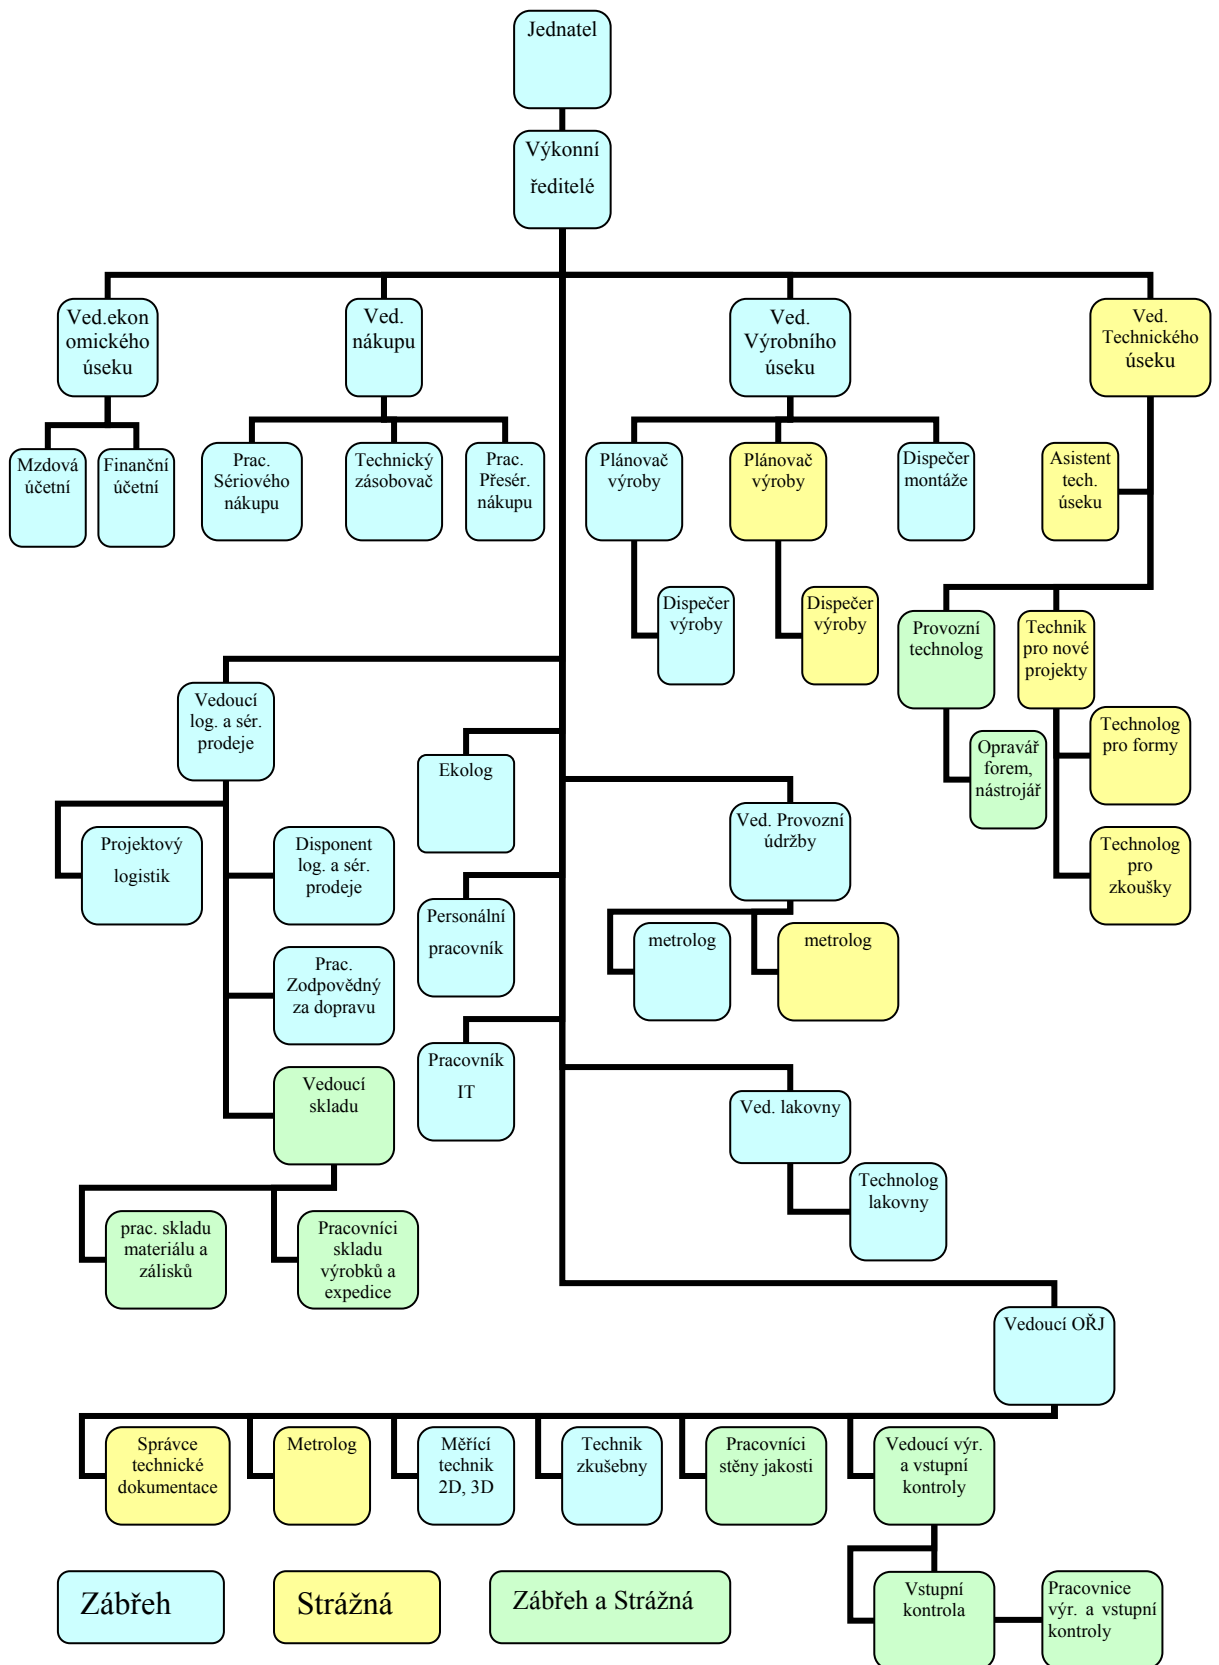 Jednatel
Výkonní
ředitelé
Ved.ekon
omického
úseku
Ved.
nákupu
Ved.
Výrobního
úseku
Ved.
Technického
úseku
Mzdová
účetní
Finanční
účetní
Prac.
Sériového
nákupu
Technický
zásobovač
Prac.
Přesér.
nákupu
Plánovač
výroby
Plánovač
výroby
Dispečer
montáže
Asistent
tech.
úseku
Dispečer
výroby
Dispečer
výroby
Provozní
technolog
Technik
pro nové
projekty
Vedoucí
log. a sér.
prodeje
Ekolog
Technolog
pro formy
Opravář
forem,
nástrojář
Projektový
logistik
Disponent
log. a sér.
prodeje
Ved. Provozní
údržby
Technolog
pro
zkoušky
Personální
pracovník
metrolog
metrolog
Prac.
Zodpovědný
za dopravu
Pracovník
IT
Vedoucí
skladu
Ved. lakovny
Technolog
lakovny
prac. skladu
materiálu a
zálisků
Pracovníci
skladu
výrobků a
expedice
Vedoucí OŘJ
Správce
technické
dokumentace
Metrolog
Měřící
technik
2D, 3D
Technik
zkušebny
Pracovníci
stěny jakosti
Vedoucí výr.
a vstupní
kontroly
Zábřeh
Strážná
Zábřeh a Strážná
Vstupní
kontrola
Pracovnice
výr. a vstupní
kontroly